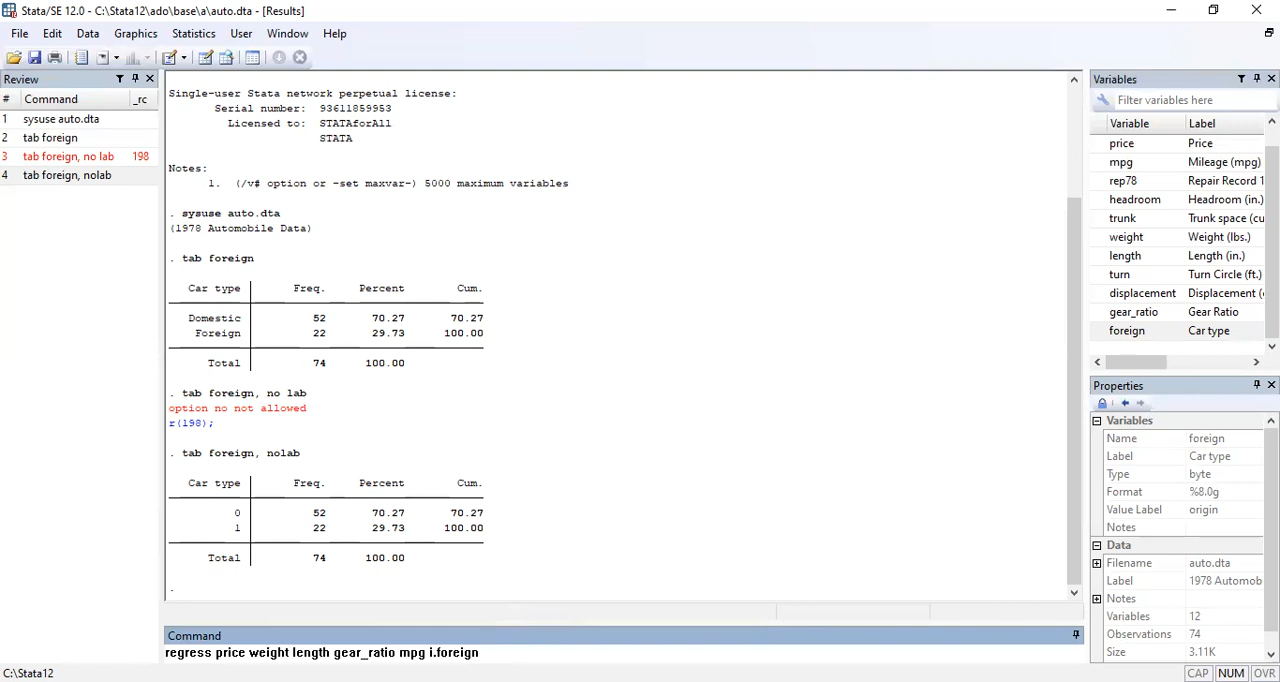 Stata/SE 12.0 - C:\Stata12\ado\base\a\auto.dta - [Results]
File Edit Data Graphics Statistics User Window Help
Review
# Command _rc
1 sysuse auto.dta
2 tab foreign
3 tab foreign, no lab 198
4 tab foreign, nolab
Single-user Stata network perpetual license:
Serial number: 93611859953
Licensed to: STATAforAll
STATA
Notes:
1. (/v# option or -set maxvar-) 5000 maximum variables
. sysuse auto.dta
(1978 Automobile Data)
. tab foreign
Car type Freq. Percent Cum.
Domestic 52 70.27 70.27
Foreign 22 29.73 100.00
Total 74 100.00
. tab foreign, no lab
option no not allowed
r(198);
. tab foreign, nolab
Car type Freq. Percent Cum.
0 52 70.27 70.27
1 22 29.73 100.00
Total 74 100.00
.
Command
regress price weight length gear_ratio mpg i.foreign
Variables
Filter variables here
Variable Label
price Price
mpg Mileage (mpg)
rep78 Repair Record 1
headroom Headroom (in.)
trunk Trunk space (cu
weight Weight (lbs.)
length Length (in.)
turn Turn Circle (ft.)
displacement Displacement (
gear_ratio Gear Ratio
foreign Car type
Properties
Variables
Name foreign
Label Car type
Type byte
Format %8.0g
Value Label origin
Notes
Data
Filename auto.dta
Label 1978 Automob
Notes
Variables 12
Observations 74
Size 3.11K
C:\Stata12
CAP NUM OVR